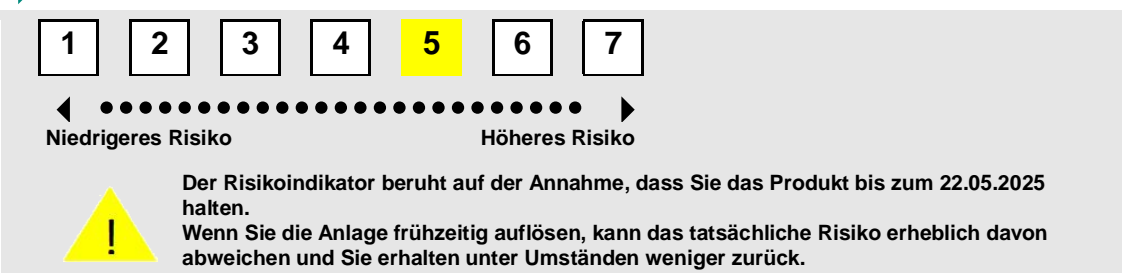 1 2 3 4 5 6 7
Niedrigeres Risiko Höheres Risiko
Der Risikoindikator beruht auf der Annahme, dass Sie das Produkt bis zum 22.05.2025
halten.
Wenn Sie die Anlage frühzeitig auflösen, kann das tatsächliche Risiko erheblich davon
! abweichen und Sie erhalten unter Umständen weniger zurück.